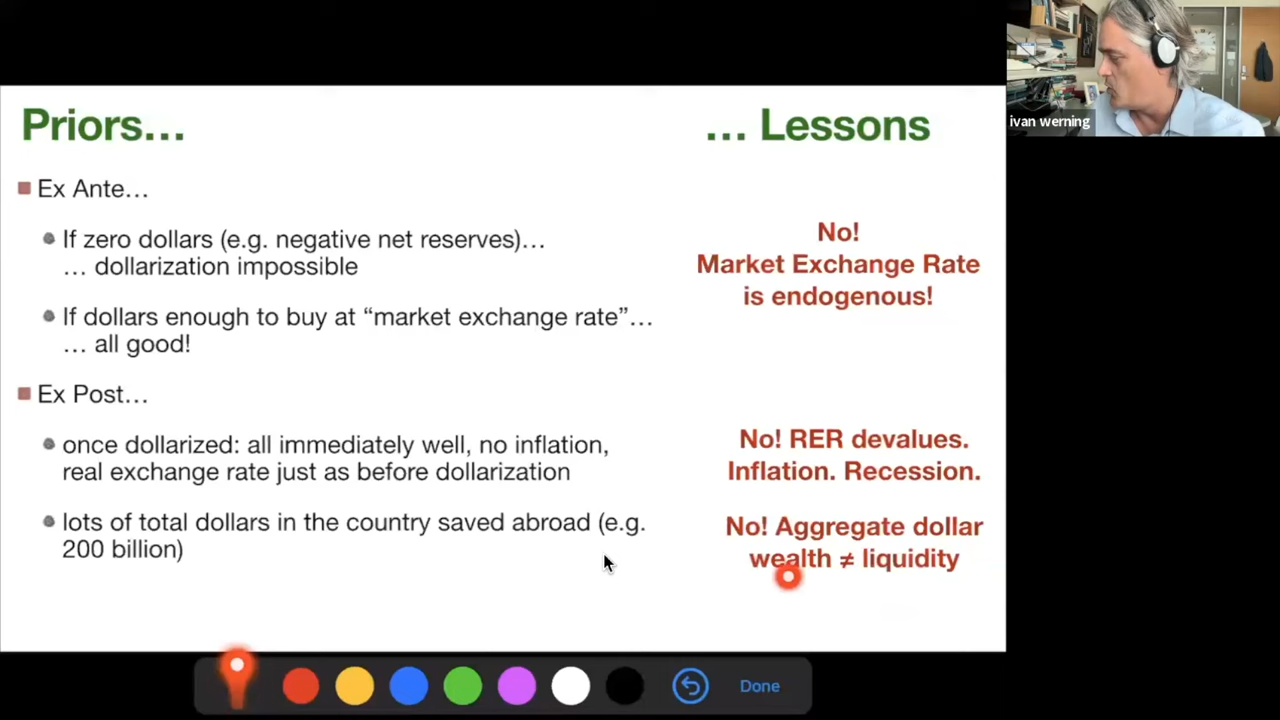 ivan werning
Priors…
… Lessons
Ex Ante…
If zero dollars (e.g. negative net reserves)…
… dollarization impossible
No!
Market Exchange Rate
is endogenous!
If dollars enough to buy at “market exchange rate”…
… all good!
Ex Post…
once dollarized: all immediately well, no inflation,
real exchange rate just as before dollarization
No! RER devalues.
Inflation. Recession.
lots of total dollars in the country saved abroad (e.g.
200 billion)
No! Aggregate dollar
wealth ≠ liquidity
Done